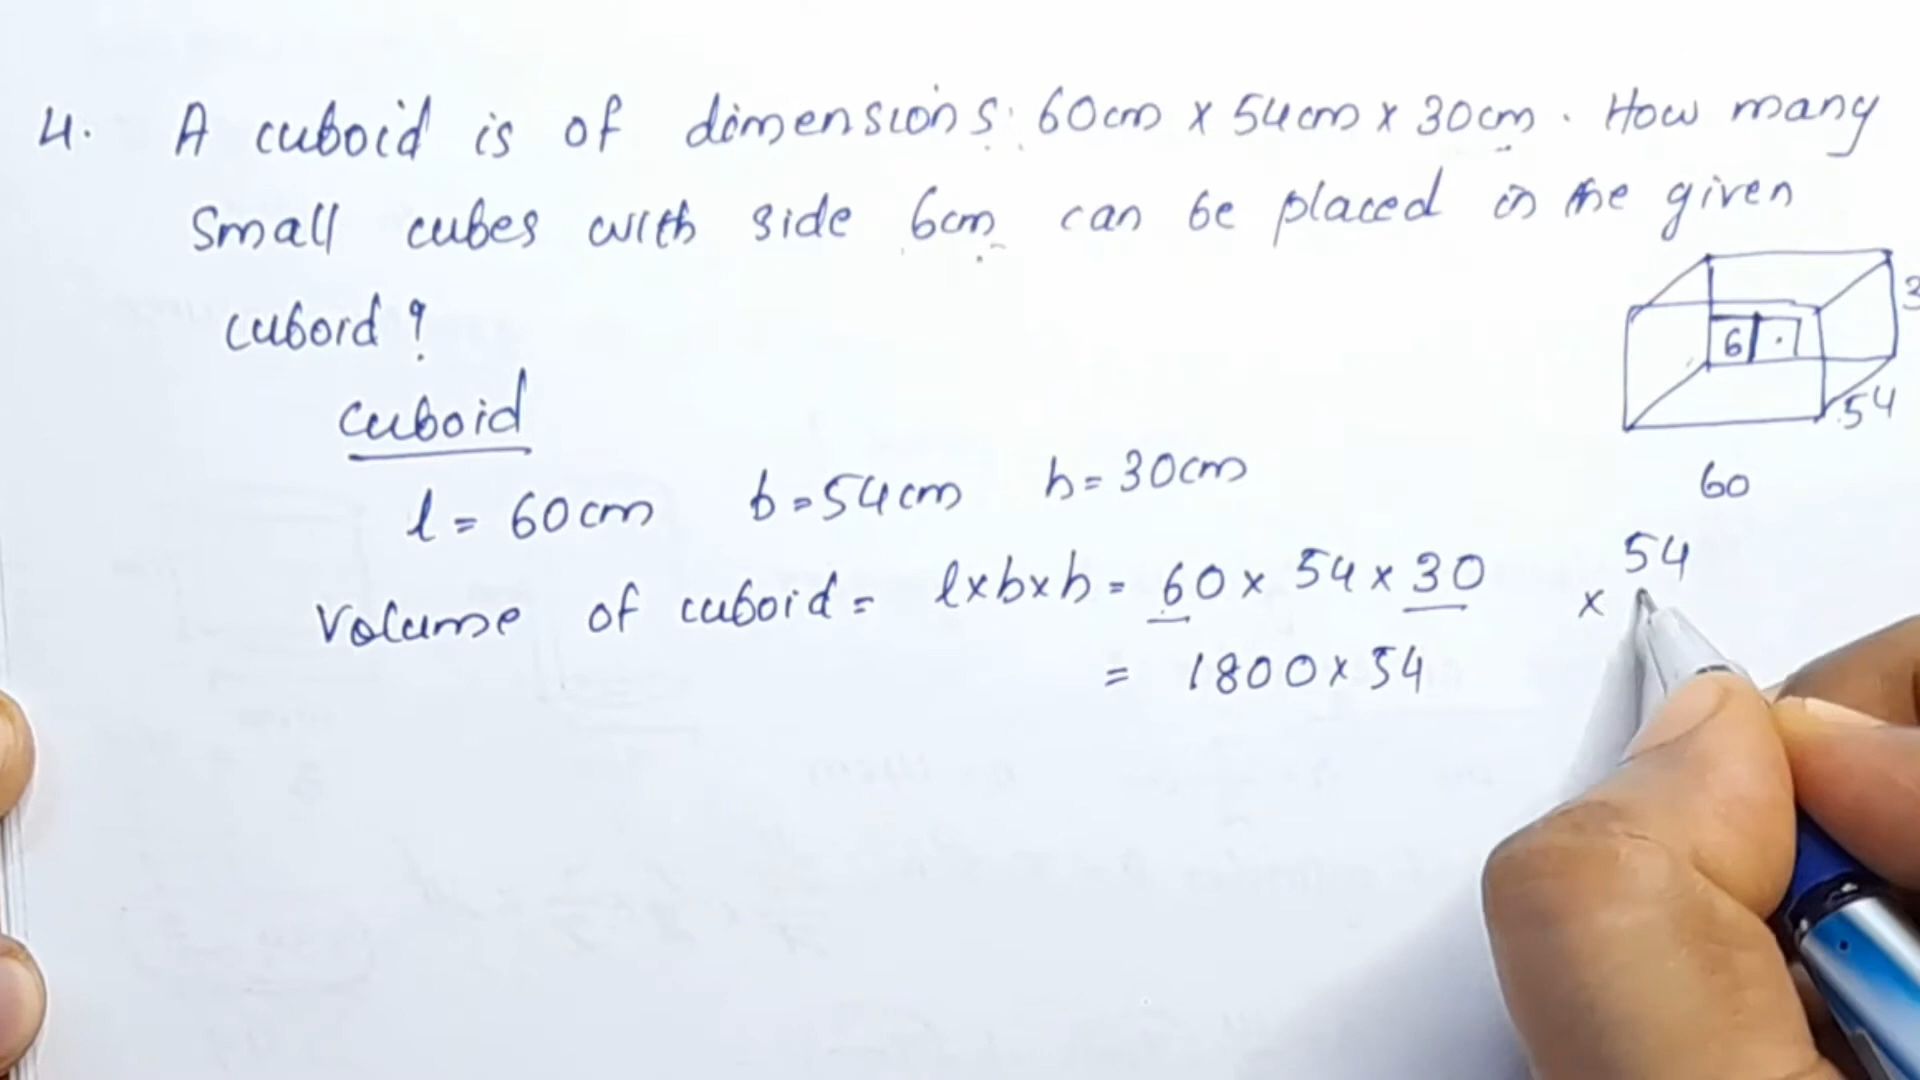 4. A cuboid is of dimensions: 60cm x 54cm x 30cm. How many
Small cubes with side 6cm can be placed in the given
cuboid?
3
6
54
60
cuboid
l = 60cm b = 54cm h = 30cm
Volume of cuboid = l x b x h = 60 x 54 x 30
= 1800 x 54
54
x